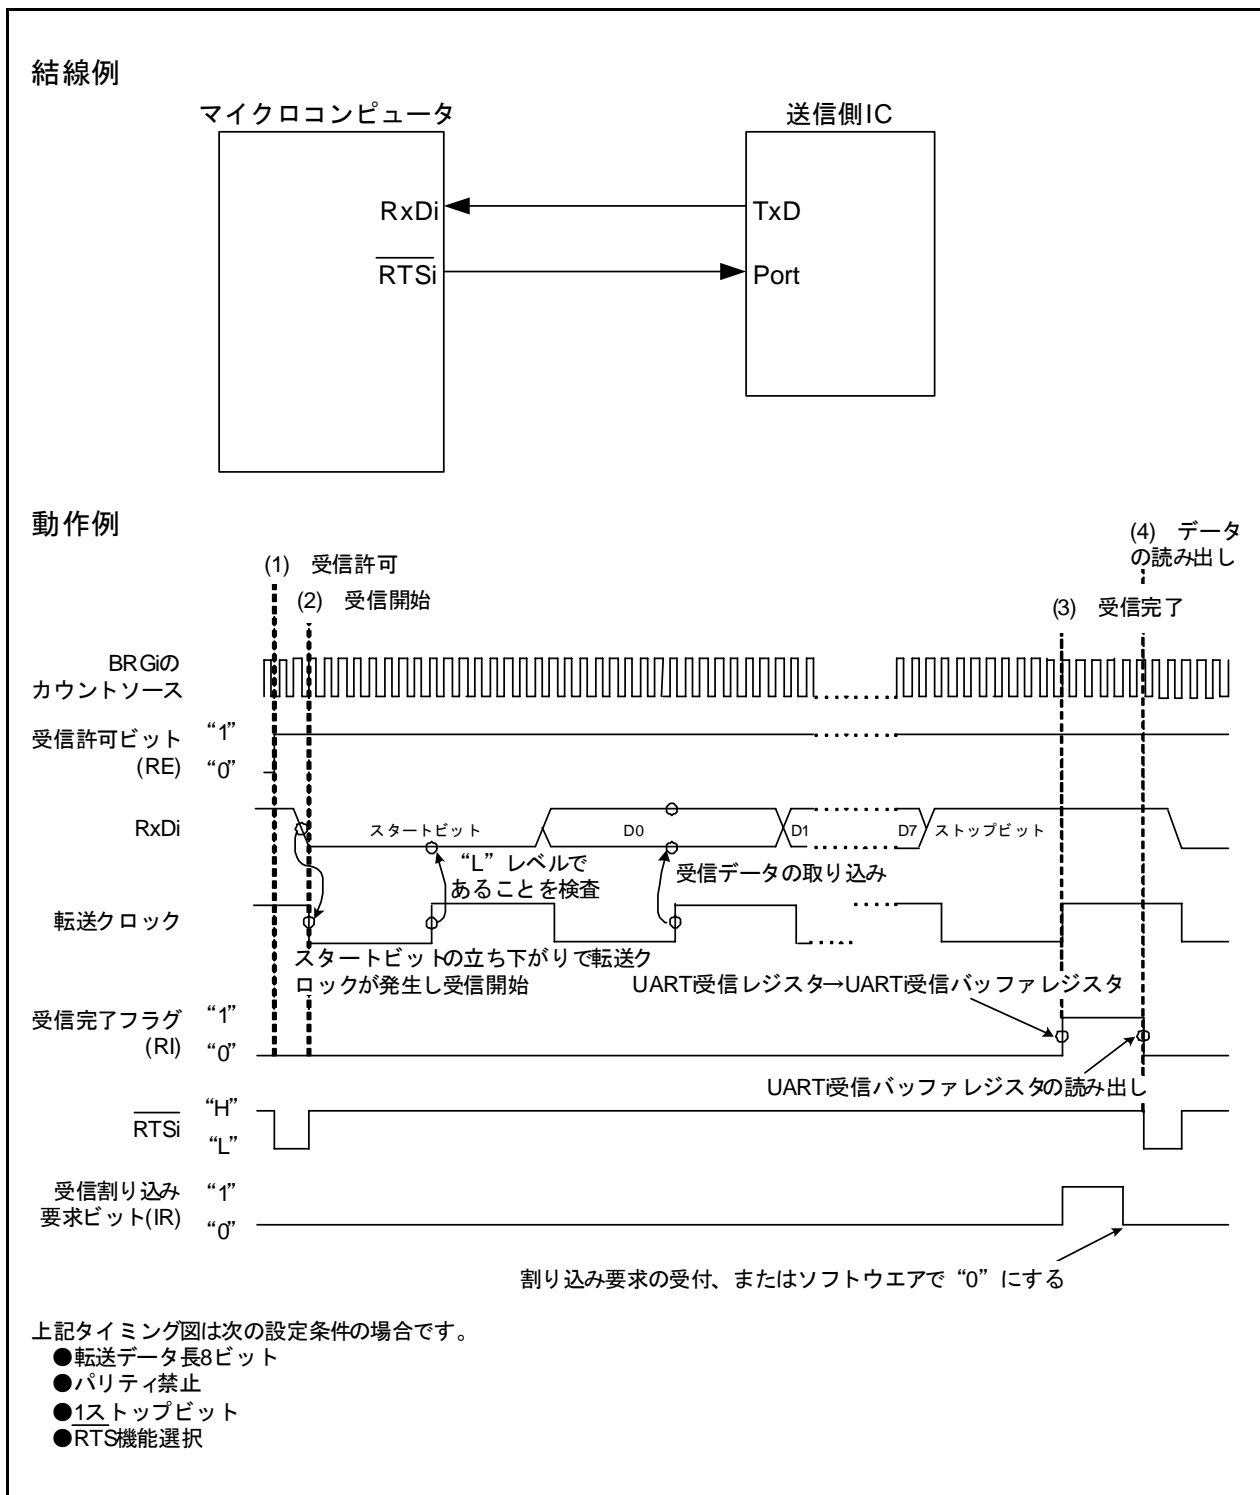 結線例
マイクロコンピュータ
送信側IC
RxDi
TxD
RTSi
Port
動作例
(1) 受信許可
(2) 受信開始
(3) 受信完了
(4) データ
の読み出し
BRGiの
カウントソース
受信許可ビット
(RE)
“1”
“0”
RxDi
スタートビット
D0
D1
D7
ストップビット
“L”レベルで
あることを検査
受信データの取り込み
転送クロック
スタートビットの立ち下がりで転送ク
ロックが発生し受信開始
UARTi受信レジスタ→UARTi受信バッファレジスタ
受信完了フラグ
(RI)
“1”
“0”
UARTi受信バッファレジスタの読み出し
RTSi
“H”
“L”
受信割り込み
要求ビット(IR)
“1”
“0”
割り込み要求の受付、またはソフトウエアで“0”にする
上記タイミング図は次の設定条件の場合です。
●転送データ長8ビット
●パリティ禁止
●1ストップビット
●RTS機能選択